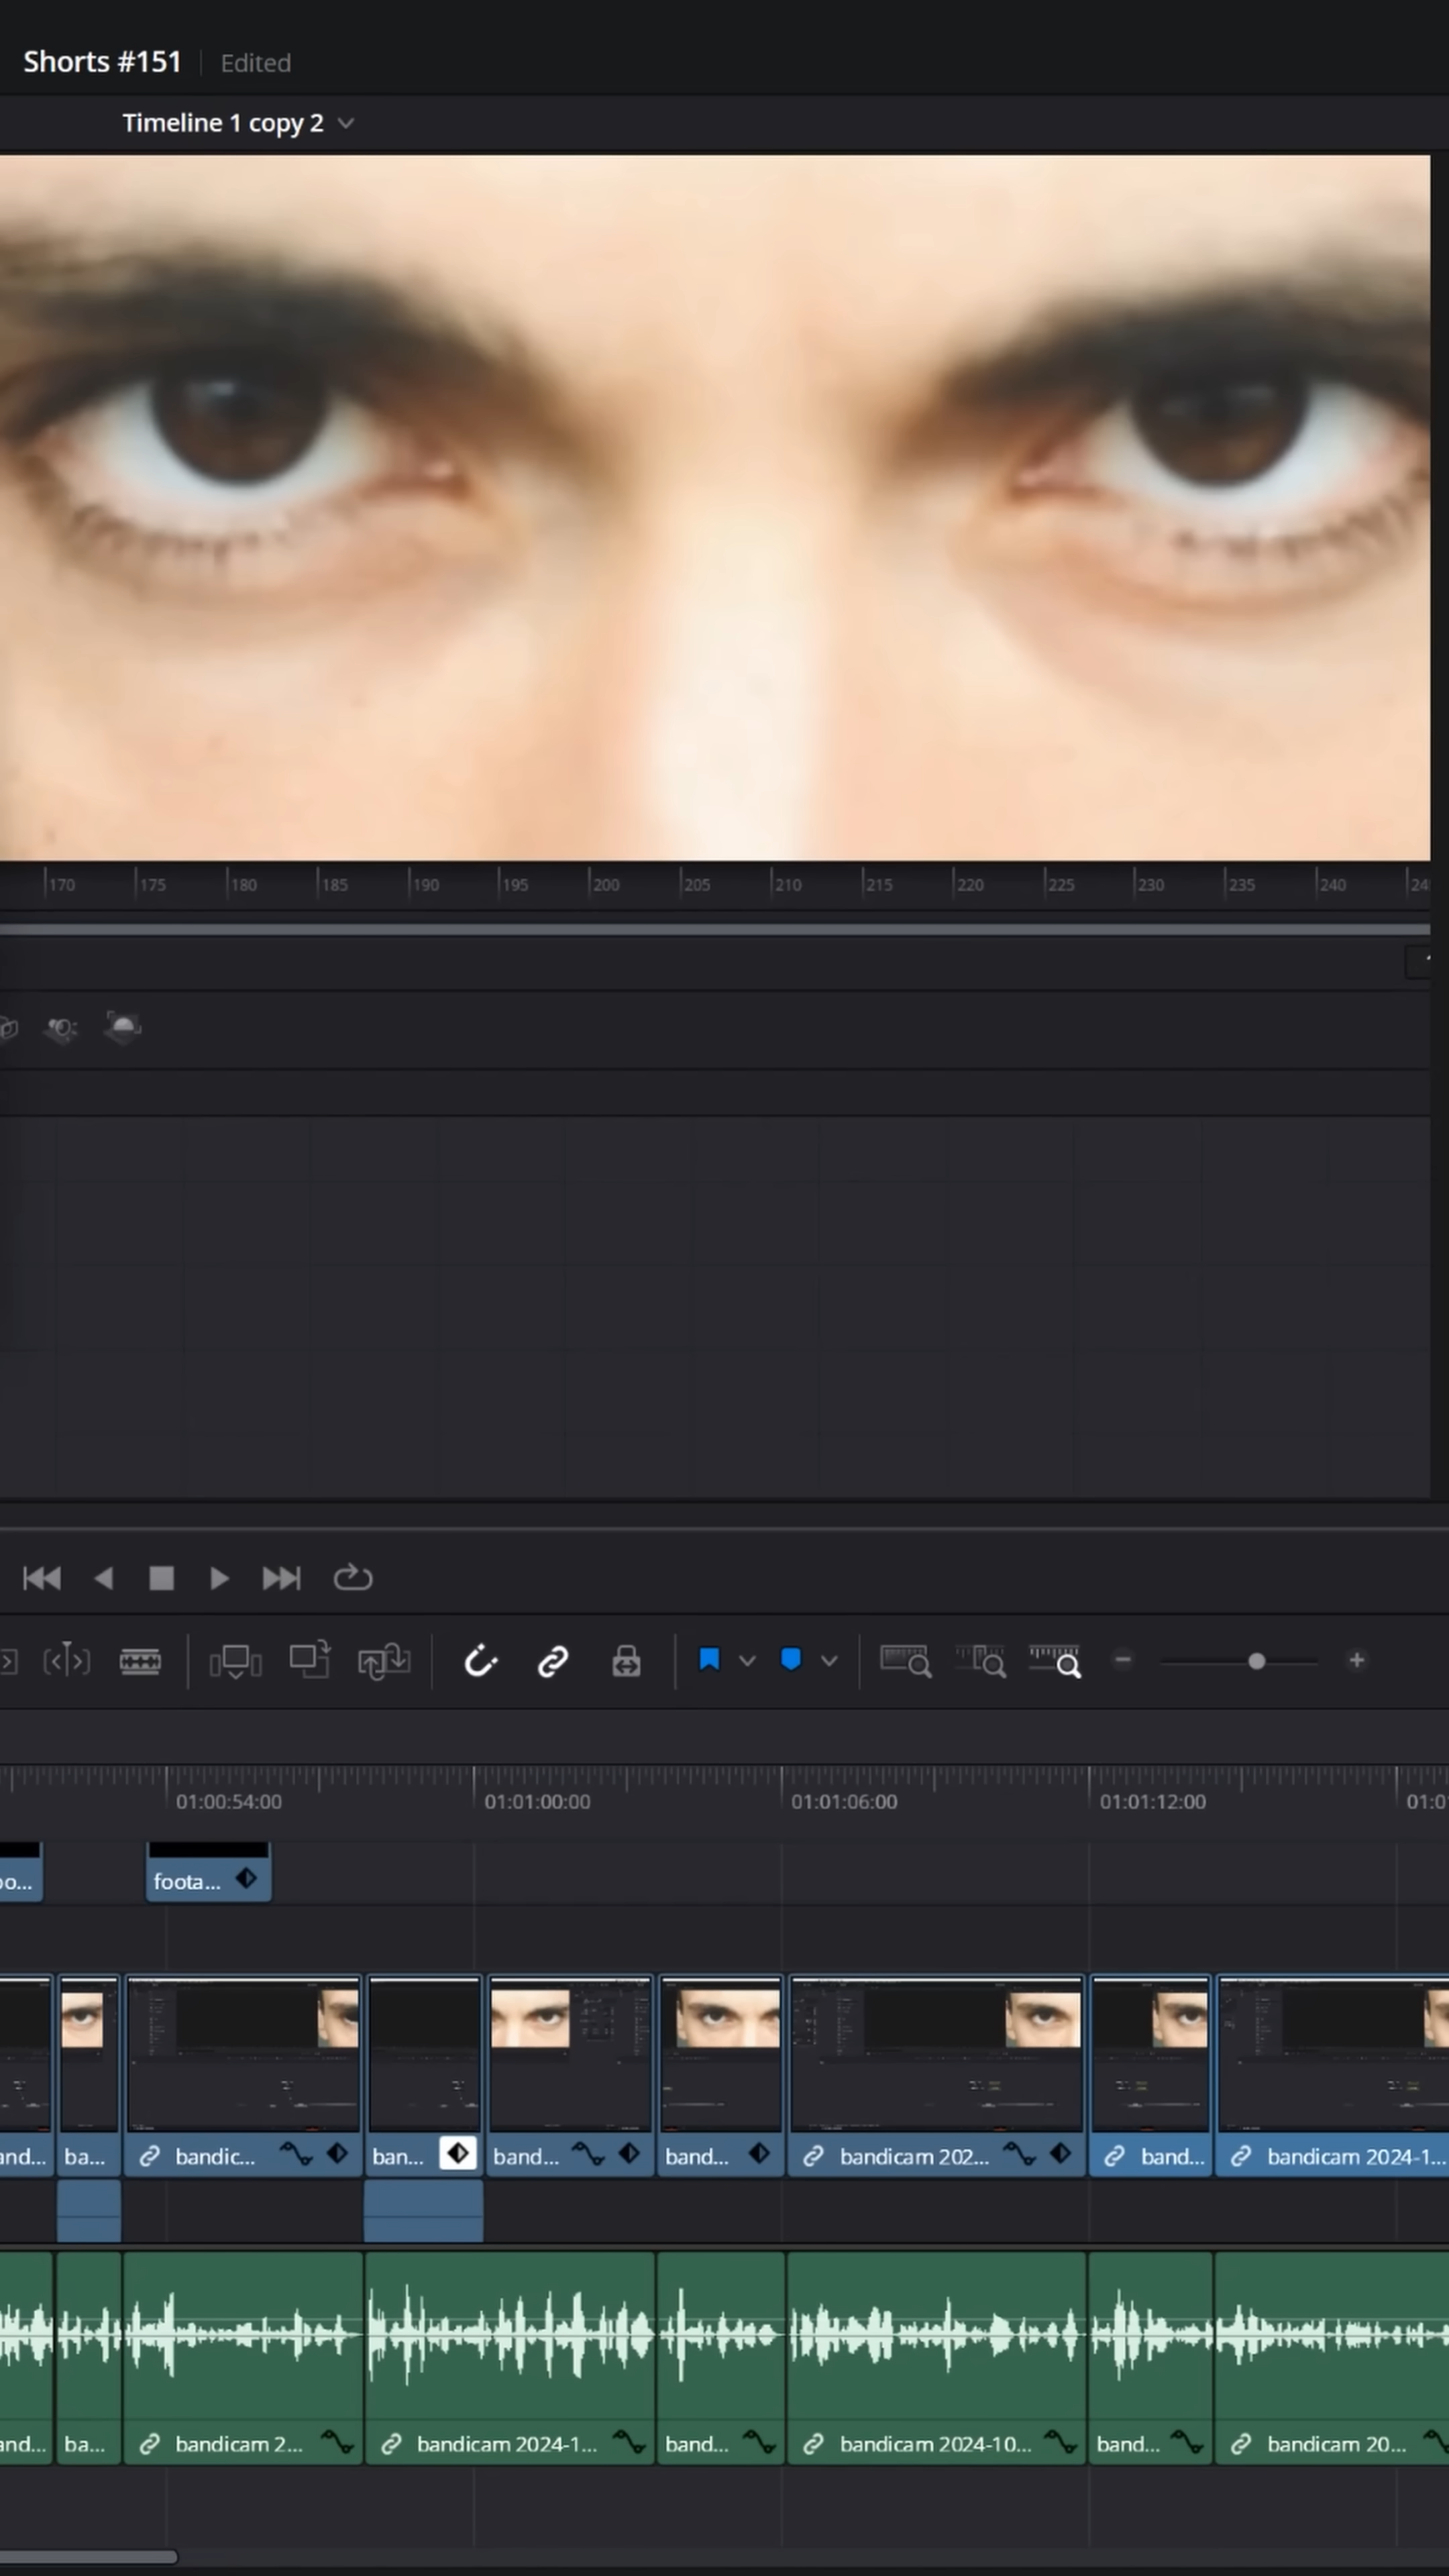 Shorts #151 Edited
Timeline 1 copy 2
170 175 180 185 190 195 200 205 210 215 220 225 230 235 240 24
01:00:54:00 01:01:00:00 01:01:06:00 01:01:12:00 01:0
oo... foota...
and... ba... bandic... ban... band... band... bandicam 202... band... bandicam 2024-1...
and... ba... bandicam 2... bandicam 2024-1... band... bandicam 2024-10... band... bandicam 20...